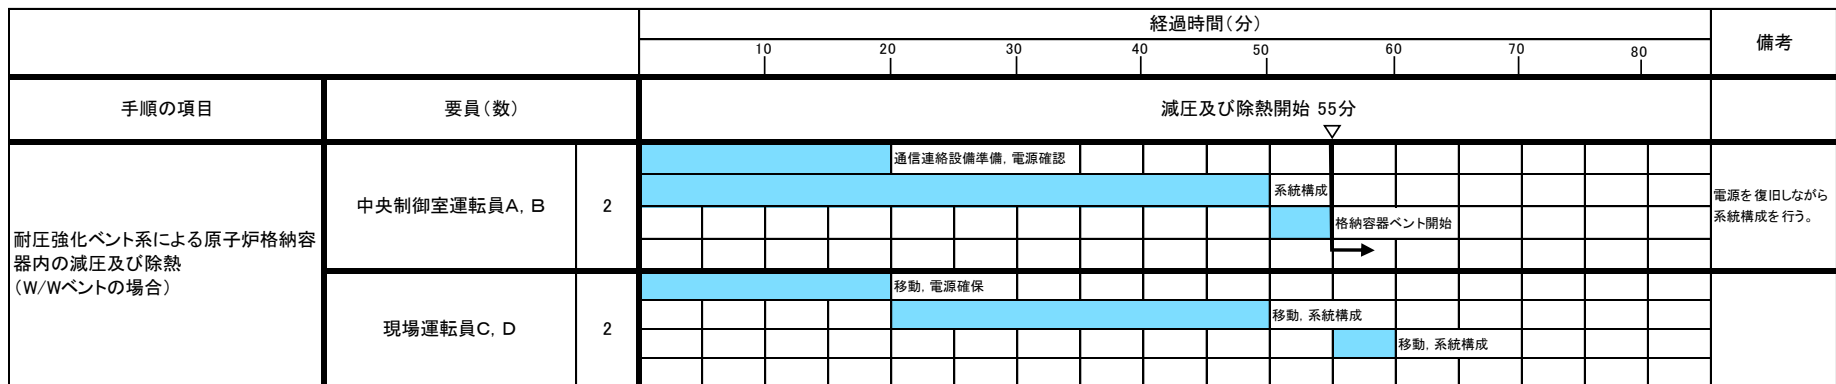 経過時間(分)
備考
10 20 30 40 50 60 70 80
手順の項目
要員(数)
減圧及び除熱開始 55分
耐圧強化ベント系による原子炉格納容
器内の減圧及び除熱
(W/Wベントの場合)
中央制御室運転員A, B
2
通信連絡設備準備, 電源確認
系統構成
格納容器ベント開始
電源を復旧しながら
系統構成を行う。
現場運転員C, D
2
移動, 電源確保
移動, 系統構成
移動, 系統構成